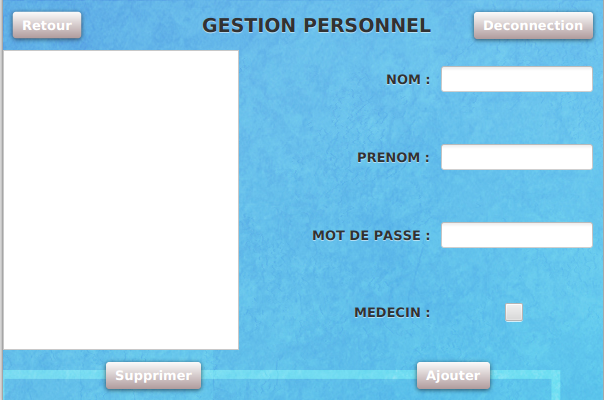 Retour
GESTION PERSONNEL
Deconnection
NOM :
PRENOM :
MOT DE PASSE :
MEDECIN :
Supprimer
Ajouter